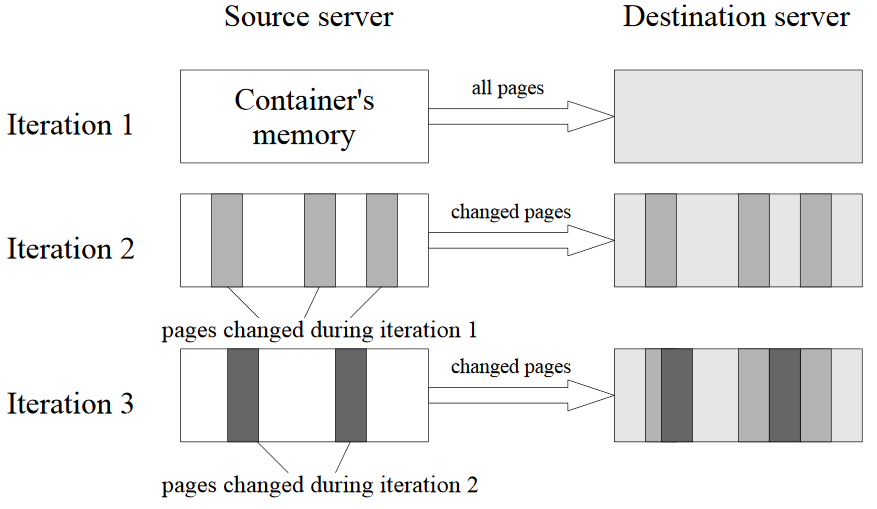 Source server
Destination server
Iteration 1
Container's
memory
all pages
Iteration 2
changed pages
pages changed during iteration 1
Iteration 3
changed pages
pages changed during iteration 2